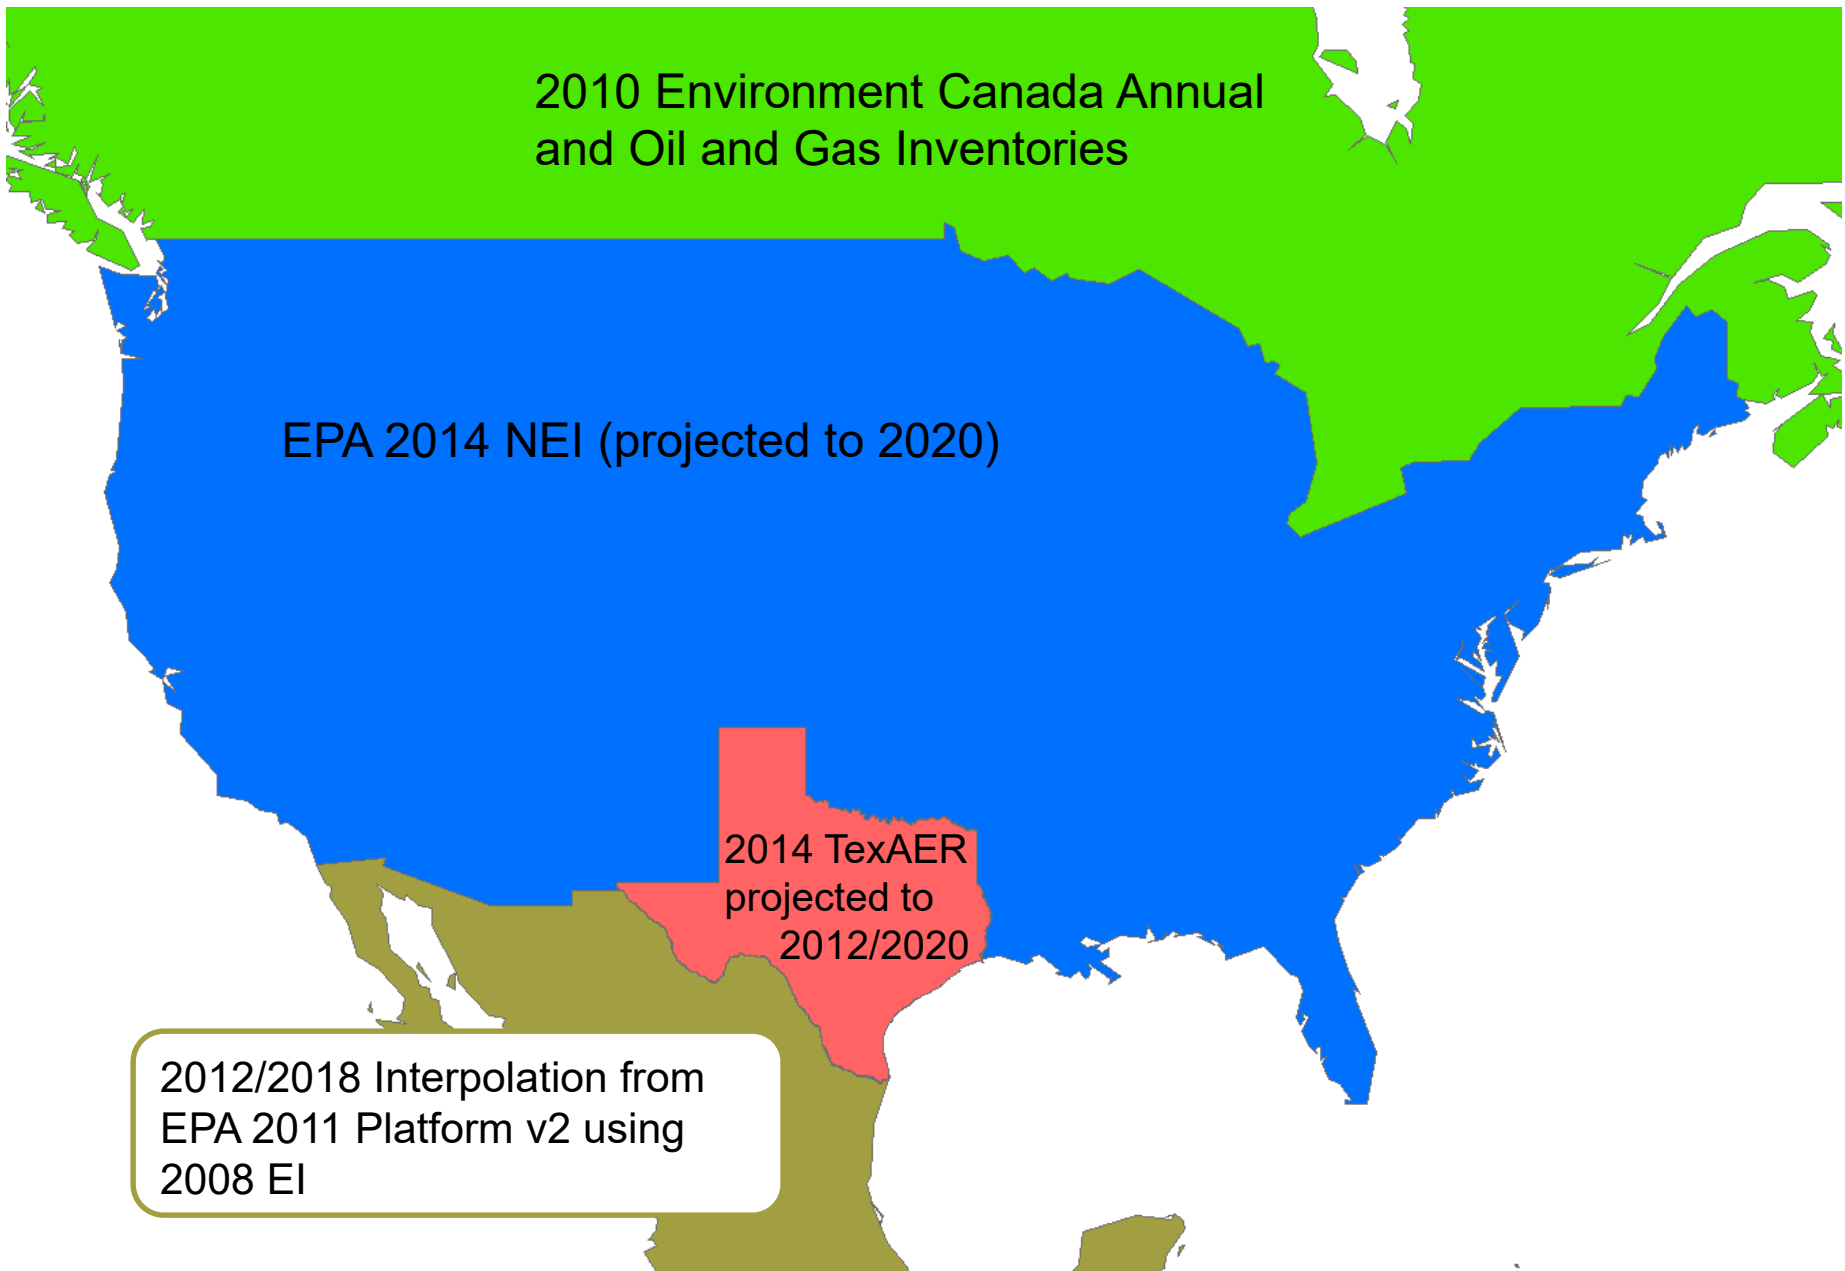 2010 Environment Canada Annual
and Oil and Gas Inventories
EPA 2014 NEI (projected to 2020)
2014 TexAER
projected to
2012/2020
2012/2018 Interpolation from
EPA 2011 Platform v2 using
2008 EI